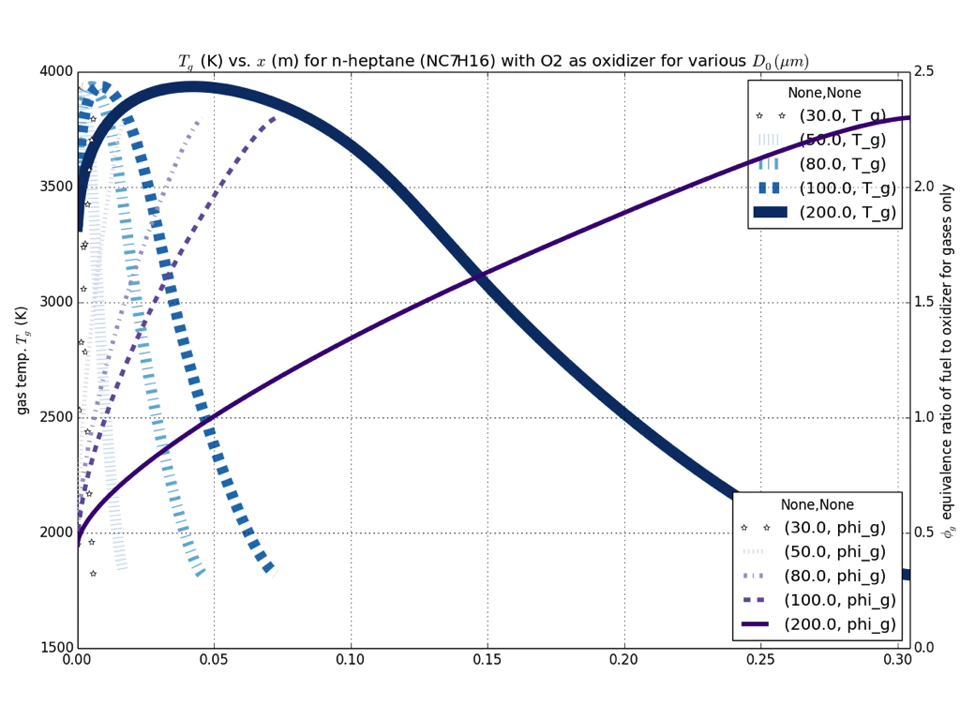 T_g (K) vs. x (m) for n-heptane (NC7H16) with O2 as oxidizer for various D_0(μm)
4000
3500
3000
2500
2000
1500
gas temp. T_g (K)
0.00
0.05
0.10
0.15
0.20
0.25
0.30
2.5
2.0
1.5
1.0
0.5
0.0
ϕ_g equivalence ratio of fuel to oxidizer for gases only
None,None
(30.0, T_g)
(50.0, T_g)
(80.0, T_g)
(100.0, T_g)
(200.0, T_g)
None,None
(30.0, phi_g)
(50.0, phi_g)
(80.0, phi_g)
(100.0, phi_g)
(200.0, phi_g)